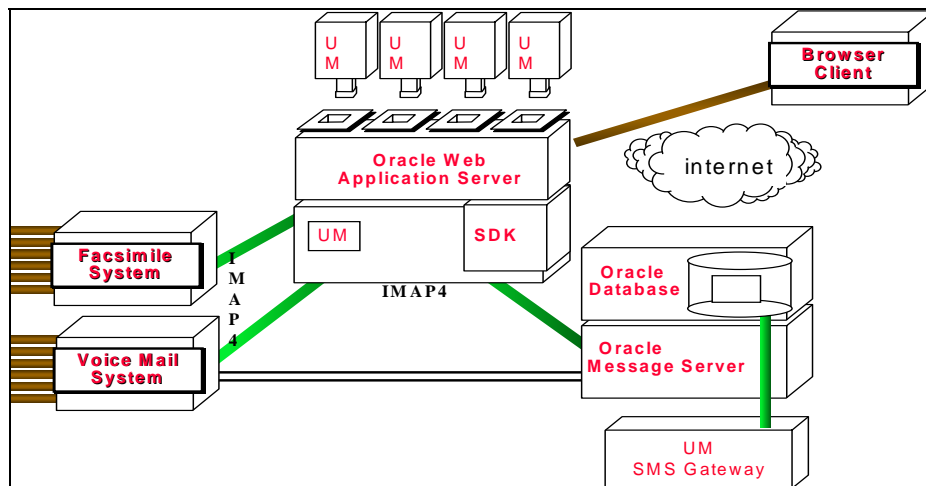 U
M
U
M
U
M
U
M
Browser
Client
Oracle Web
Application Server
internet
UM
SDK
Facsimile
System
IMAP4
IMAP4
Oracle
Database
Oracle
Message Server
Voice Mail
System
UM
SMS Gateway